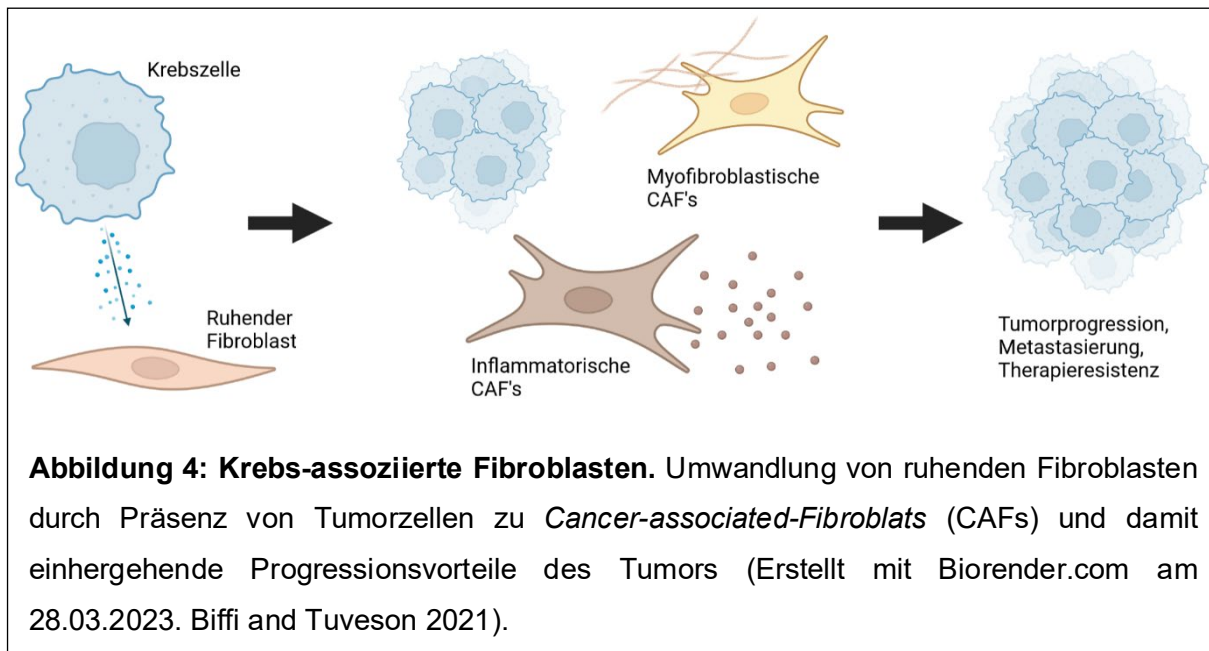 Krebszelle
Ruhender
Fibroblast
Myofibroblastische
CAF's
Inflammatorische
CAF's
Tumorprogression,
Metastasierung,
Therapieresistenz
Abbildung 4: Krebs-assoziierte Fibroblasten. Umwandlung von ruhenden Fibroblasten
durch Präsenz von Tumorzellen zu Cancer-associated-Fibroblats (CAFs) und damit
einhergehende Progressionsvorteile des Tumors (Erstellt mit Biorender.com am
28.03.2023. Biffi and Tuveson 2021).